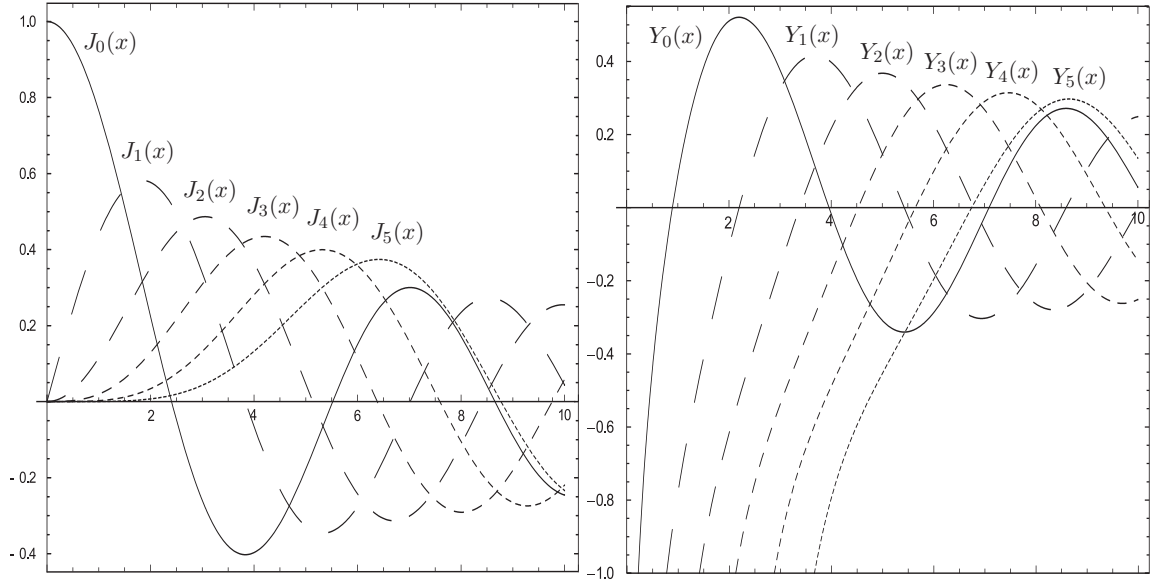 1.0
J_0(x)
0.8
J_1(x)
0.6
J_2(x)
J_3(x)
J_4(x)
J_5(x)
0.4
0.2
2 4 6 8 10
- 0.2
- 0.4
Y_0(x)
Y_1(x)
Y_2(x)
Y_3(x)
Y_4(x)
Y_5(x)
0.4
0.2
2 4 6 8 10
−0.2
−0.4
−0.6
−0.8
−1.0